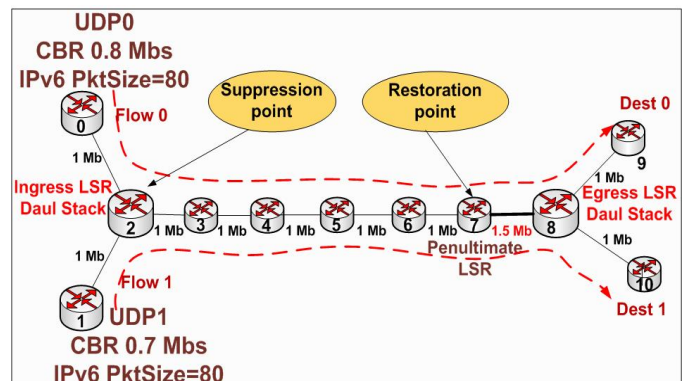 UDP0
CBR 0.8 Mbs
IPv6 PktSize=80
Flow 0
0
1 Mb
Suppression
point
Restoration
point
Dest 0
9
1 Mb
Ingress LSR
Daul Stack
2
1 Mb
3
1 Mb
4
1 Mb
5
1 Mb
6
1 Mb
7
1.5 Mb
8
Egress LSR
Daul Stack
Penultimate
LSR
1 Mb
1 Mb
Flow 1
10
Dest 1
1
UDP1
CBR 0.7 Mbs
IPv6 PktSize=80